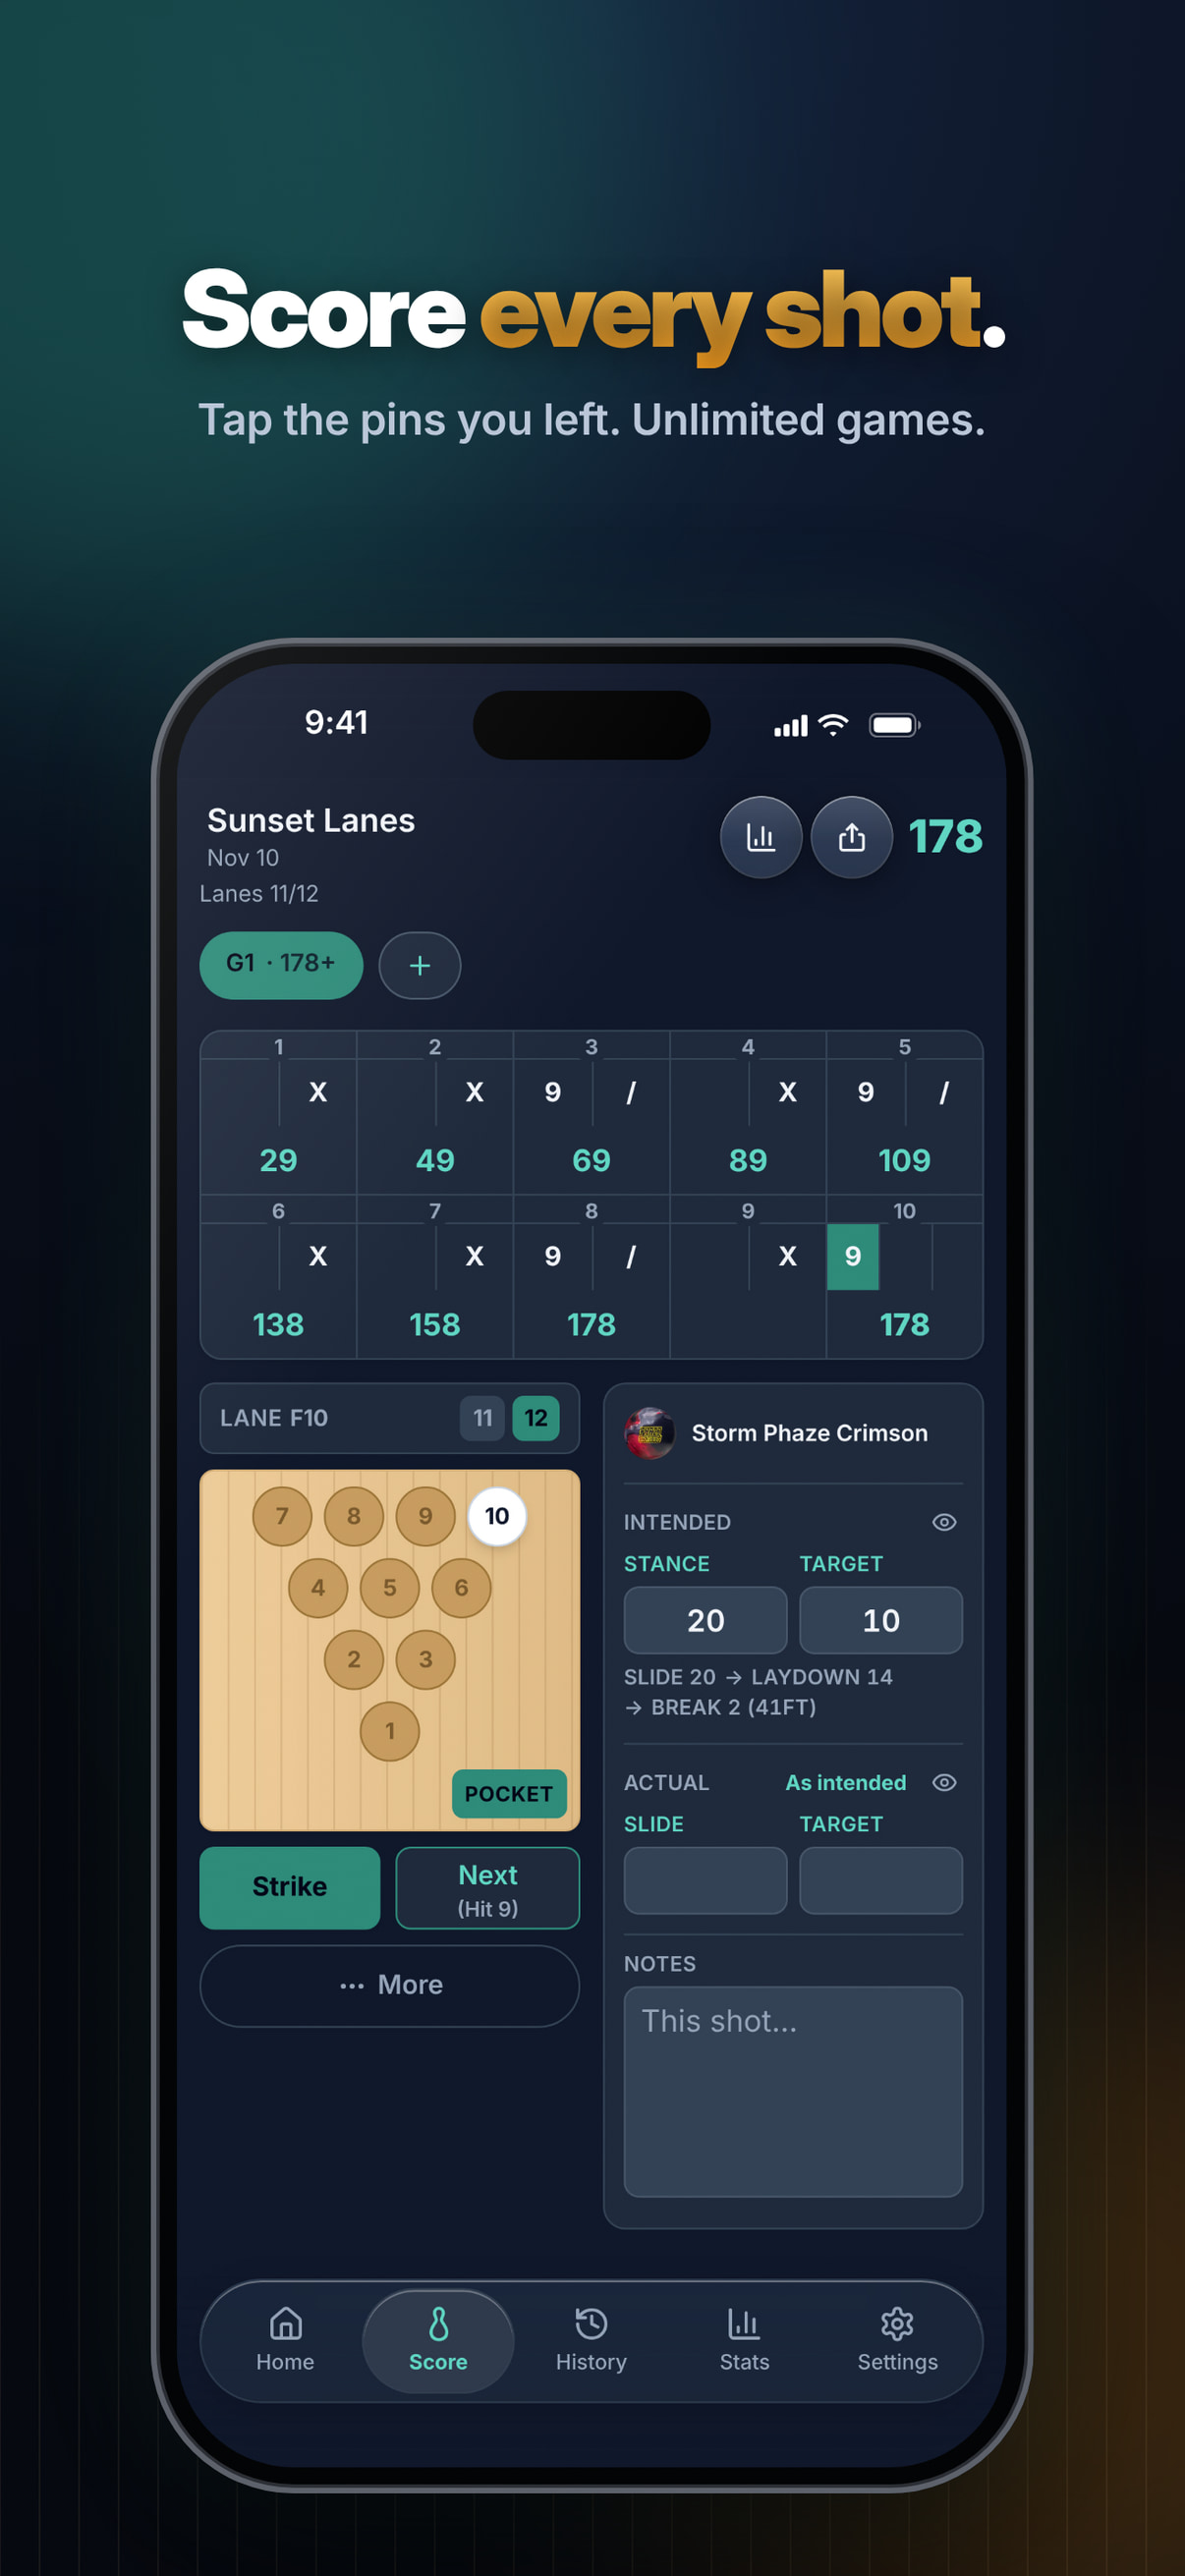 Score every shot.
Tap the pins you left. Unlimited games.
9:41
Sunset Lanes
Nov 10
Lanes 11/12
178
G1 · 178+
+
1 2 3 4 5
X X 9 / X 9 /
29 49 69 89 109
6 7 8 9 10
X X 9 / X 9
138 158 178 178
LANE F10 11 12
7 8 9 10
4 5 6
2 3
1
POCKET
Strike
Next
(Hit 9)
··· More
Storm Phaze Crimson
INTENDED
STANCE TARGET
20 10
SLIDE 20 → LAYDOWN 14
→ BREAK 2 (41FT)
ACTUAL As intended
SLIDE TARGET
NOTES
This shot...
Home Score History Stats Settings